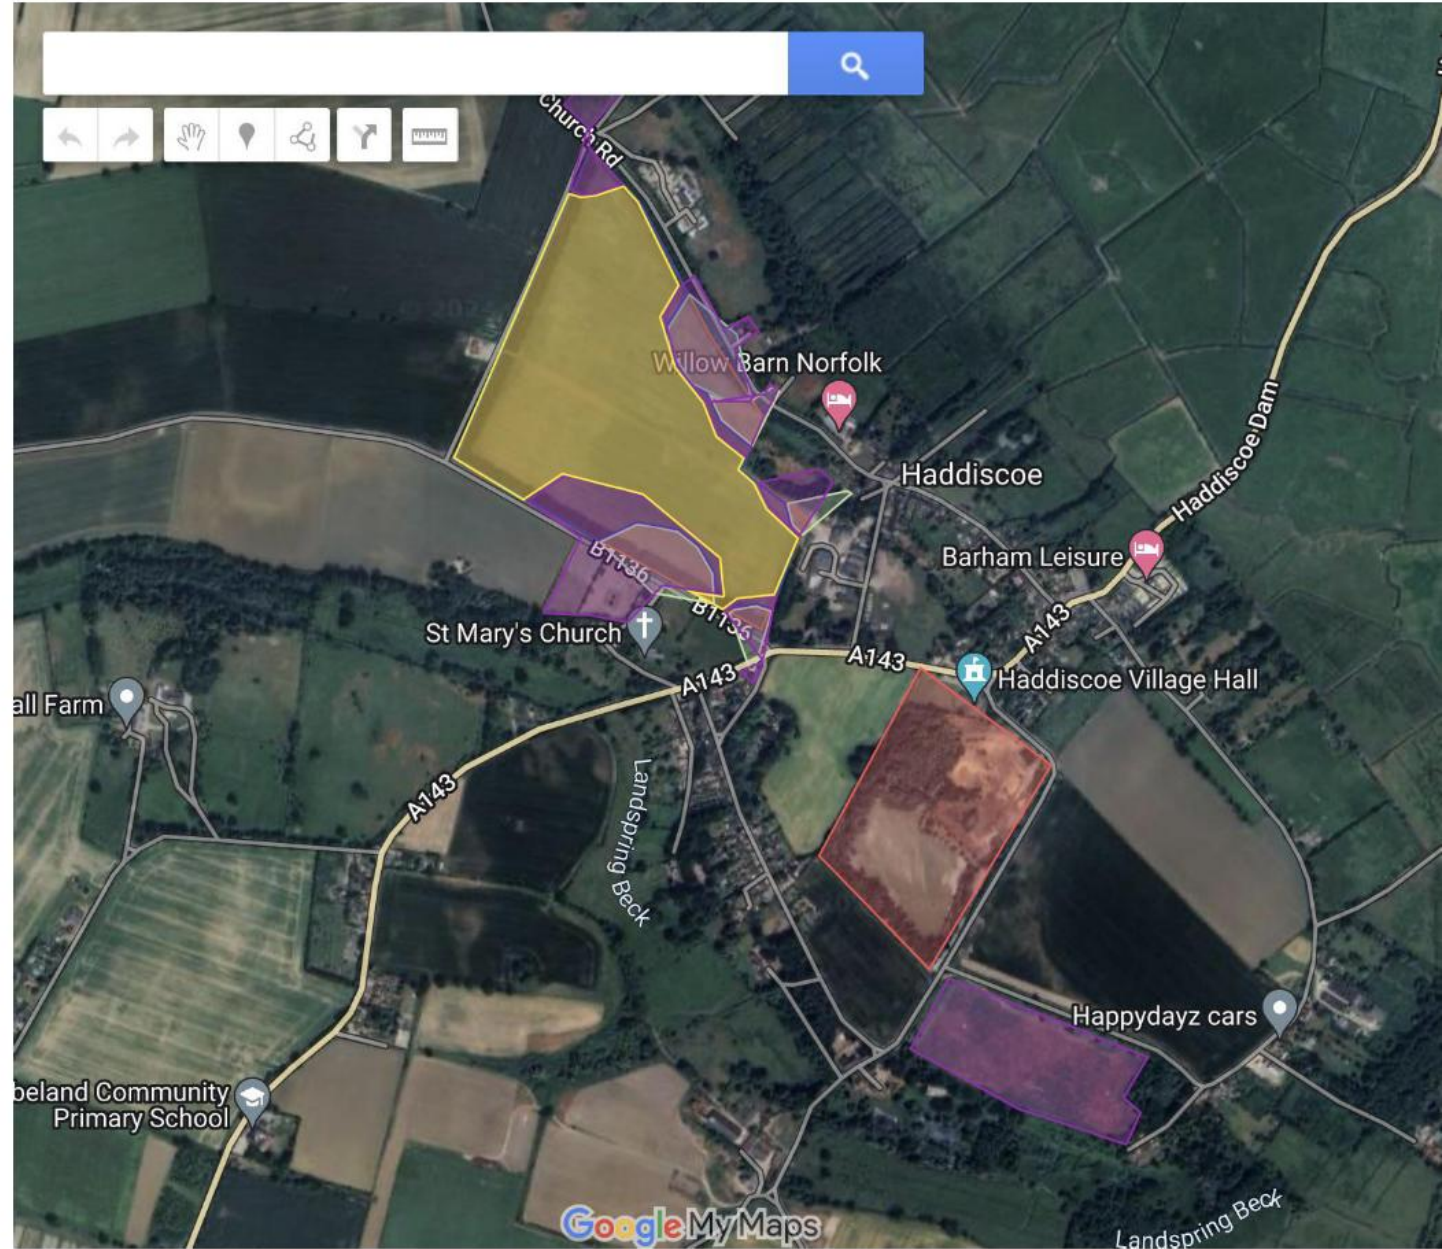 Church Rd
Willow Barn Norfolk
Haddiscoe
Haddiscoe Dam
B1136
Barham Leisure
B1136
St Mary's Church
A143
A143
A143
Haddiscoe Village Hall
all Farm
A143
Landspring Beck
Happydayz cars
beland Community
Primary School
Landspring Beck
Google My Maps